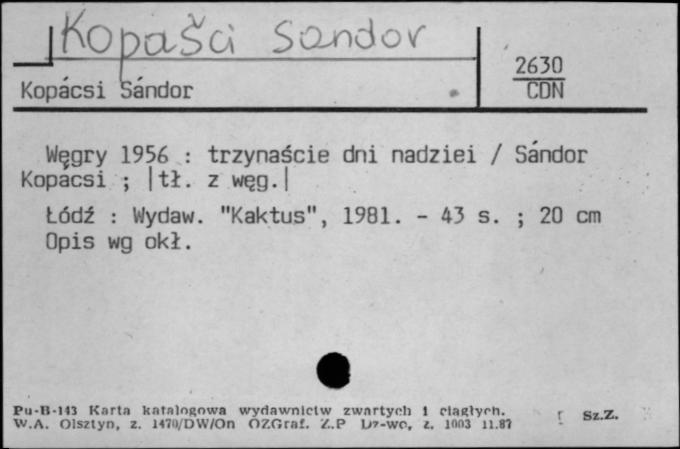 Kopaśći Sandor
2630
CDN
Kopácsi Sándor
Węgry 1956 : trzynaście dni nadziei / Sándor
Kopácsi ; |tł. z węg.|
Łódź : Wydaw. "Kaktus", 1981. - 43 s. ; 20 cm
Opis wg okł.
Pu-B-143 Karta katalogowa wydawnictw zwartych i ciągłych.
W.A. Olsztyn, z. 1470/DW/On OZGraf. Z.P Dz-wo, z. 1003 11.87
Sz.Z.